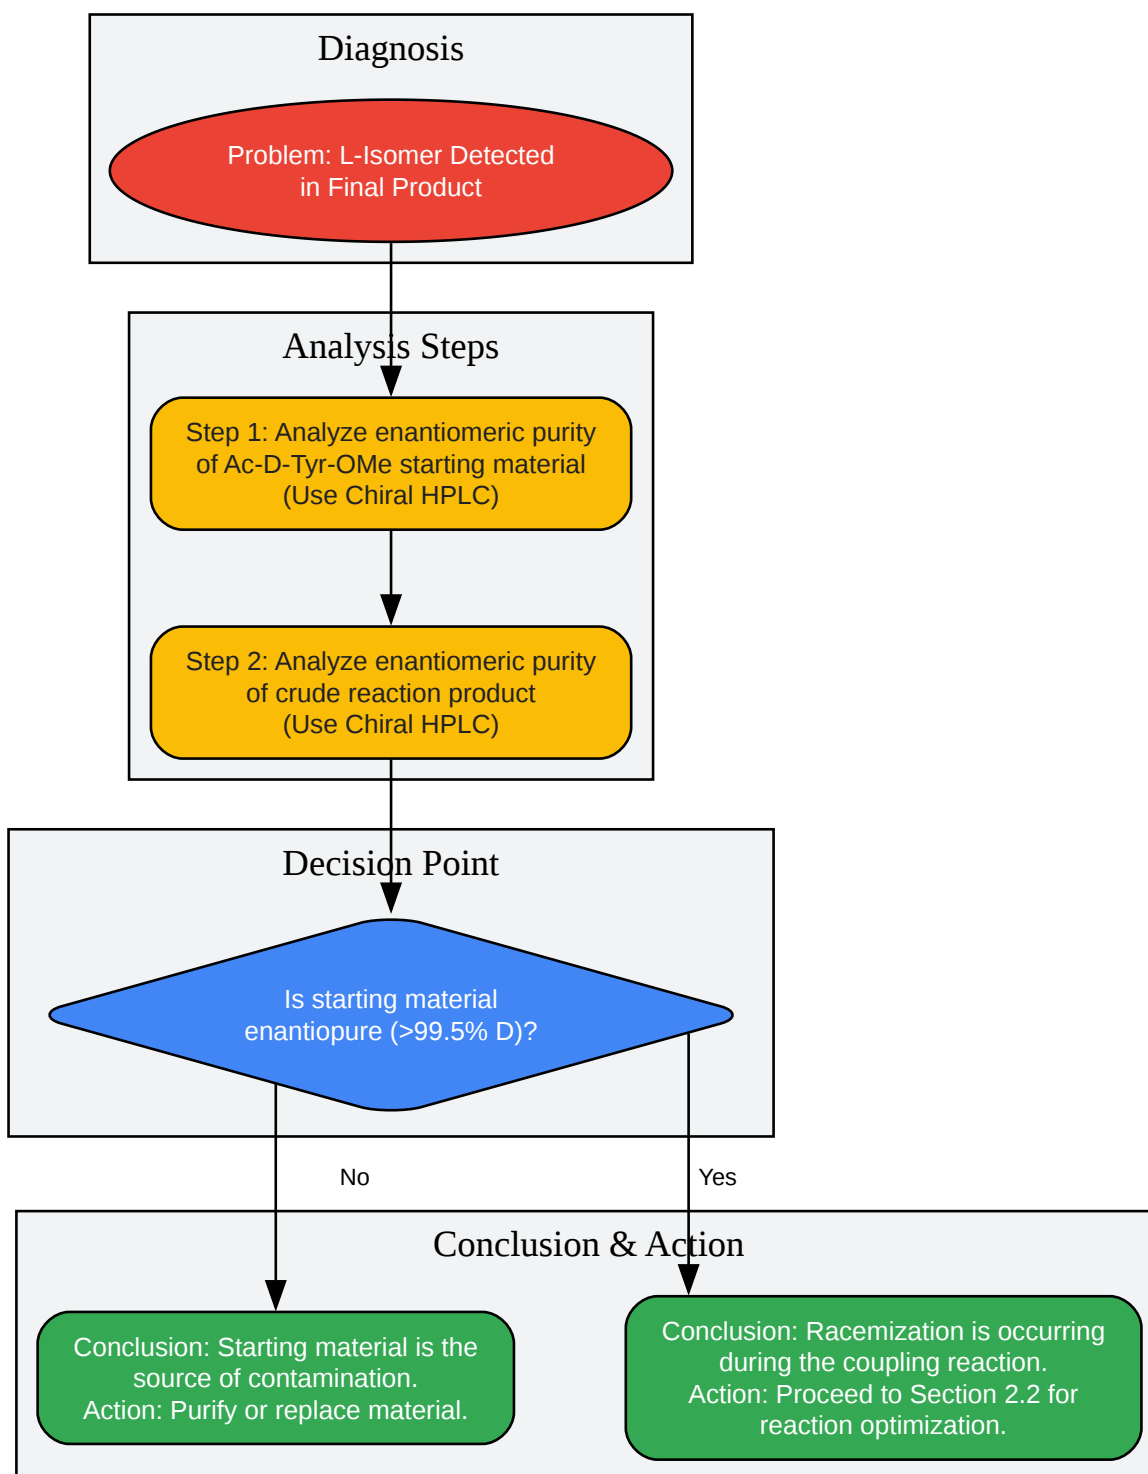 Diagnosis
Problem: L-Isomer Detected
in Final Product
Analysis Steps
Step 1: Analyze enantiomeric purity
of Ac-D-Tyr-OMe starting material
(Use Chiral HPLC)
Step 2: Analyze enantiomeric purity
of crude reaction product
(Use Chiral HPLC)
Decision Point
Is starting material
enantiopure (>99.5% D)?
No
Yes
Conclusion & Action
Conclusion: Starting material is the
source of contamination.
Action: Purify or replace material.
Conclusion: Racemization is occurring
during the coupling reaction.
Action: Proceed to Section 2.2 for
reaction optimization.